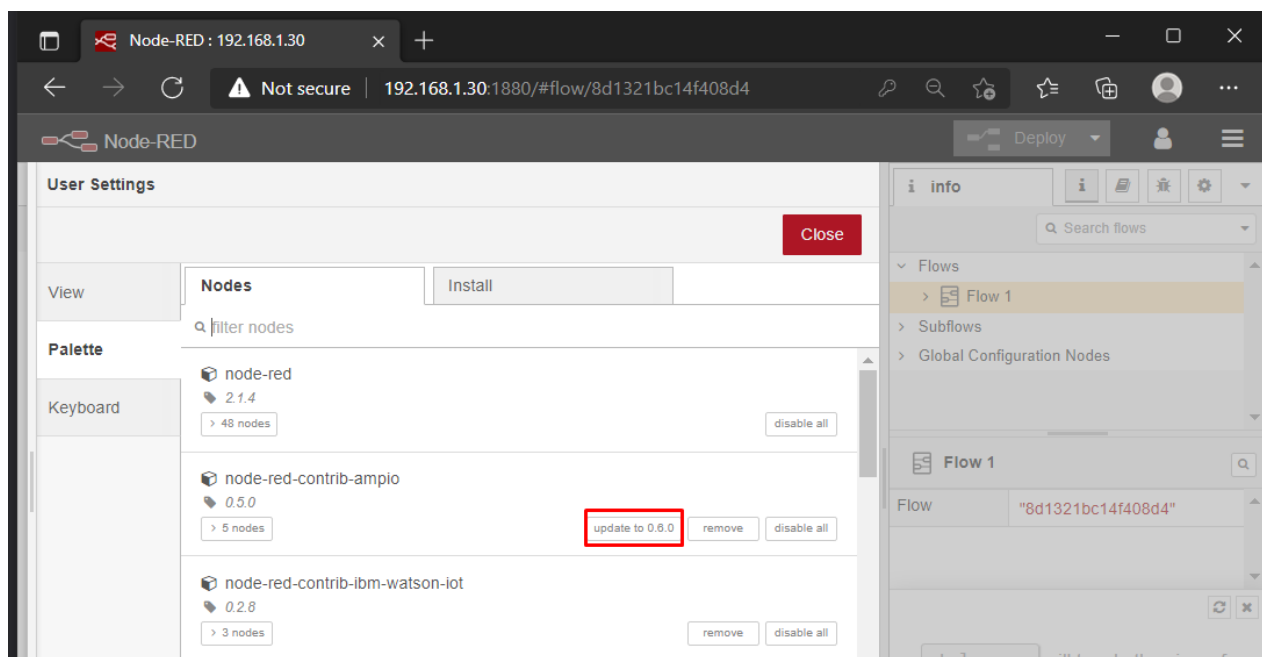 Node-RED : 192.168.1.30
Not secure | 192.168.1.30:1880/#flow/8d1321bc14f408d4
Node-RED
Deploy
User Settings
Close
View
Palette
Keyboard
Nodes
Install
filter nodes
node-red
2.1.4
> 48 nodes
disable all
node-red-contrib-ampio
0.5.0
> 5 nodes
update to 0.6.0
remove
disable all
node-red-contrib-ibm-watson-iot
0.2.8
> 3 nodes
remove
disable all
i info
i
Search flows
Flows
Flow 1
Subflows
Global Configuration Nodes
Flow 1
Flow
"8d1321bc14f408d4"